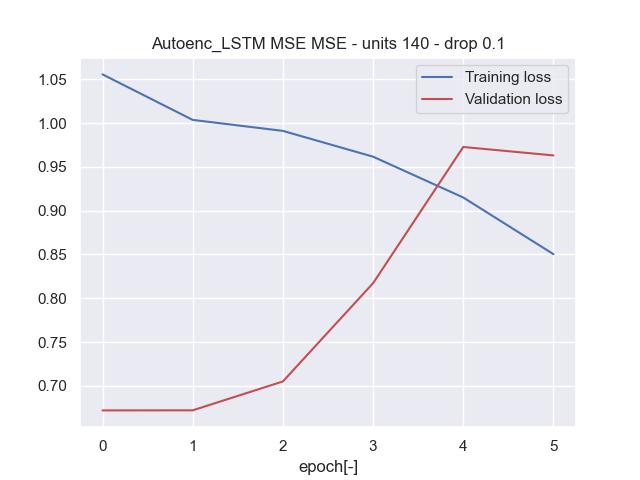 Autoenc_LSTM MSE MSE - units 140 - drop 0.1
Training loss
Validation loss
1.05
1.00
0.95
0.90
0.85
0.80
0.75
0.70
0 1 2 3 4 5
epoch[-]